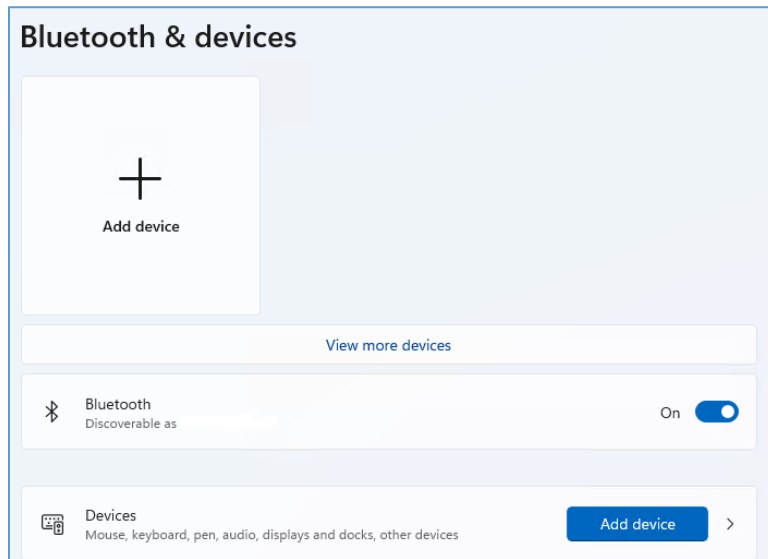 Bluetooth & devices
Add device
View more devices
Bluetooth
On
Discoverable as
Devices
Add device
Mouse, keyboard, pen, audio, displays and docks, other devices